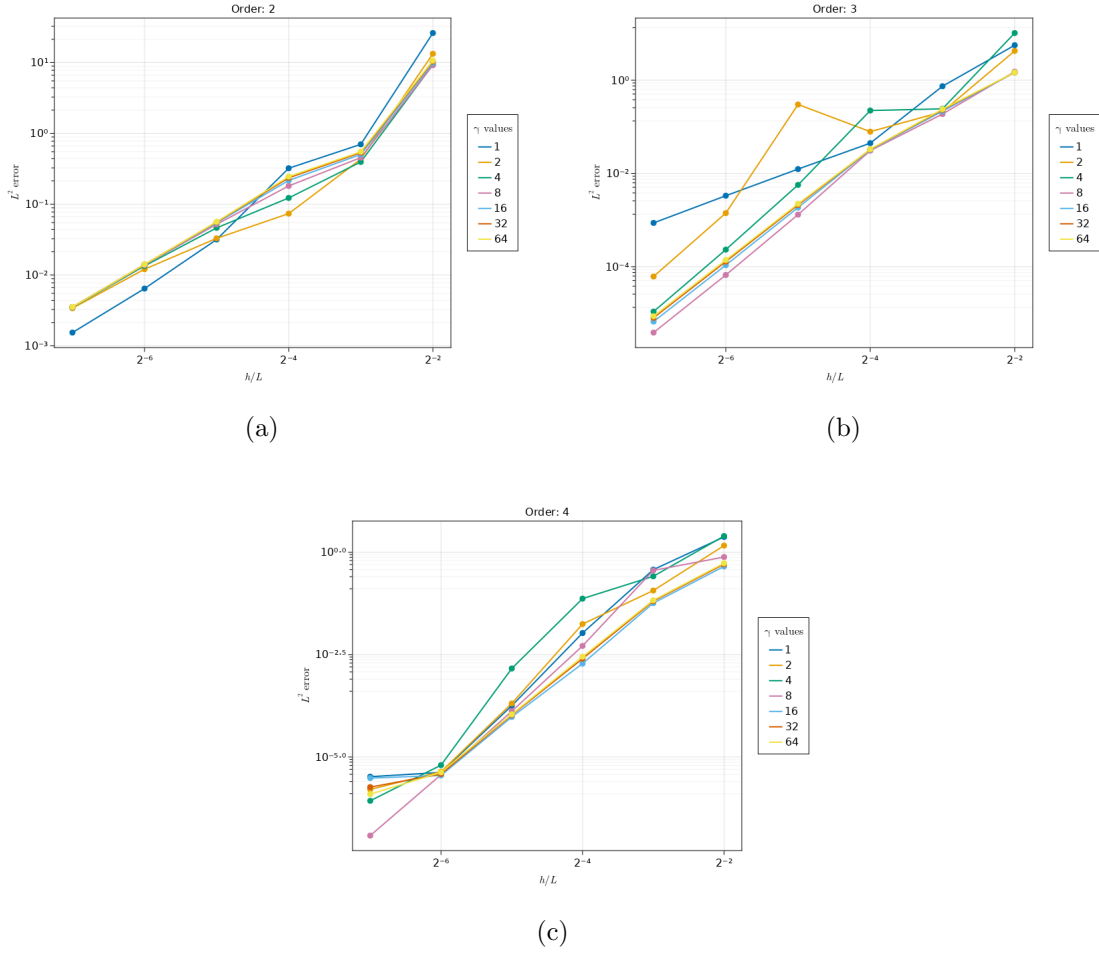 Order: 2
10¹
10⁰
10⁻¹
10⁻²
10⁻³
L² error
2⁻⁶
2⁻⁴
2⁻²
h/L
γ values
1
2
4
8
16
32
64
(a)
Order: 3
10⁰
10⁻²
10⁻⁴
L² error
2⁻⁶
2⁻⁴
2⁻²
h/L
γ values
1
2
4
8
16
32
64
(b)
Order: 4
10⁰·⁰
10⁻²·⁵
10⁻⁵·⁰
L² error
2⁻⁶
2⁻⁴
2⁻²
h/L
γ values
1
2
4
8
16
32
64
(c)